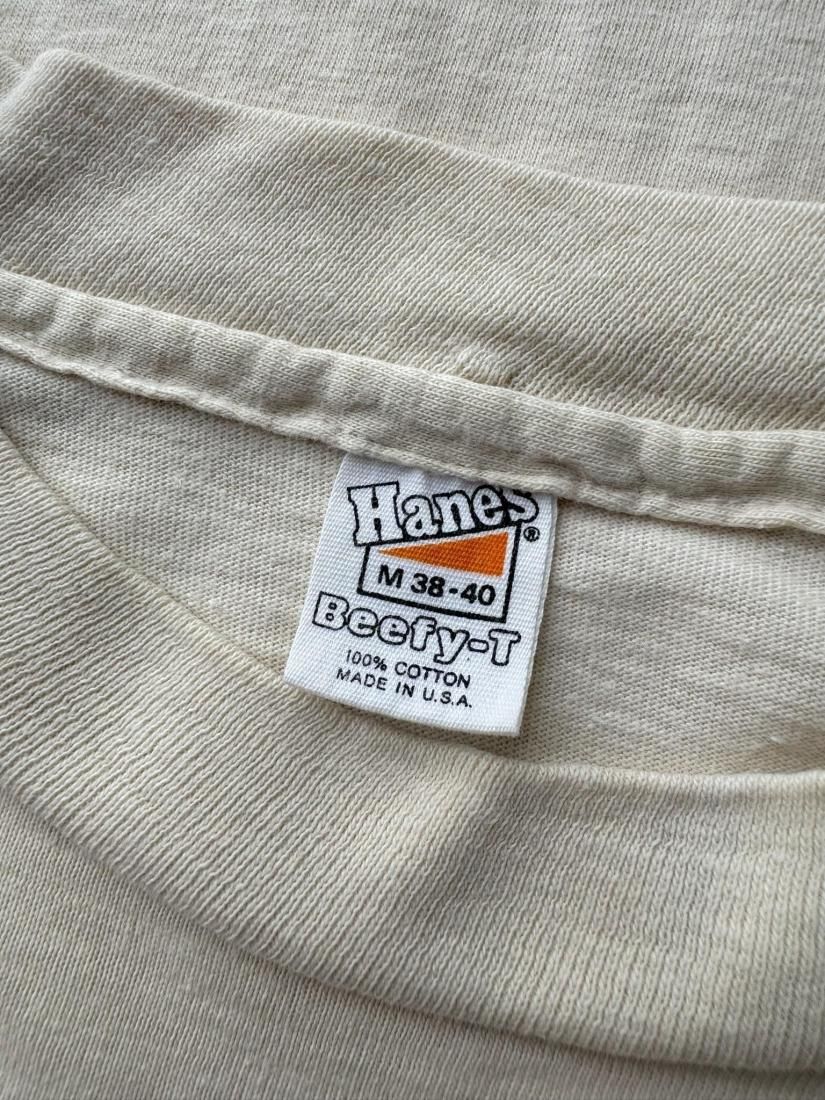 Hanes®
M 38-40
Beefy-T
100% COTTON
MADE IN U.S.A.